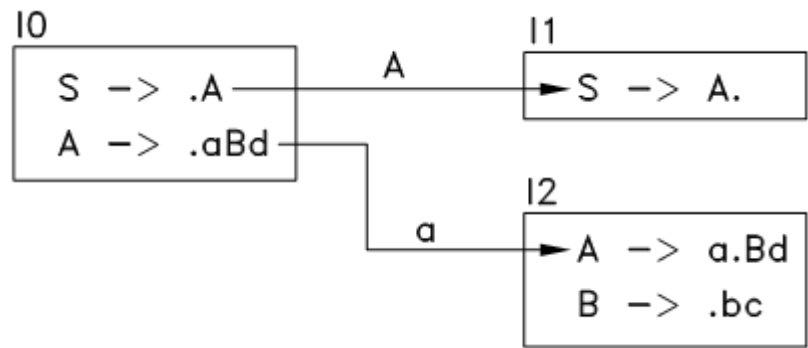 I0
S -> .A
A -> .aBd
A
I1
S -> A.
a
I2
A -> a.Bd
B -> .bc